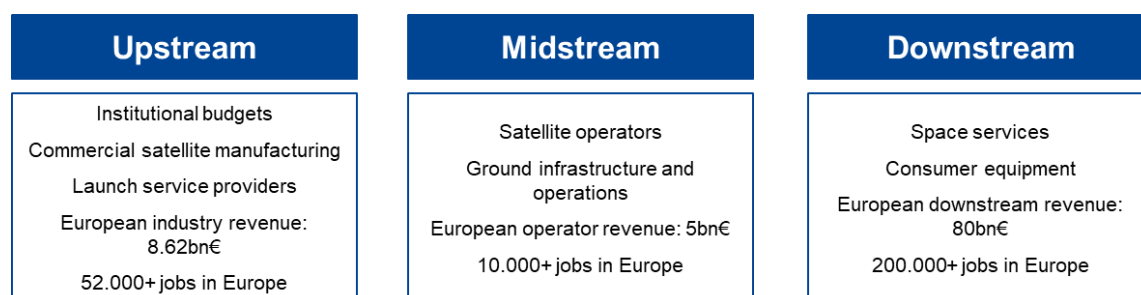 Upstream
Institutional budgets
Commercial satellite manufacturing
Launch service providers
European industry revenue:
8.62bn€
52.000+ jobs in Europe
Midstream
Satellite operators
Ground infrastructure and
operations
European operator revenue: 5bn€
10.000+ jobs in Europe
Downstream
Space services
Consumer equipment
European downstream revenue:
80bn€
200.000+ jobs in Europe